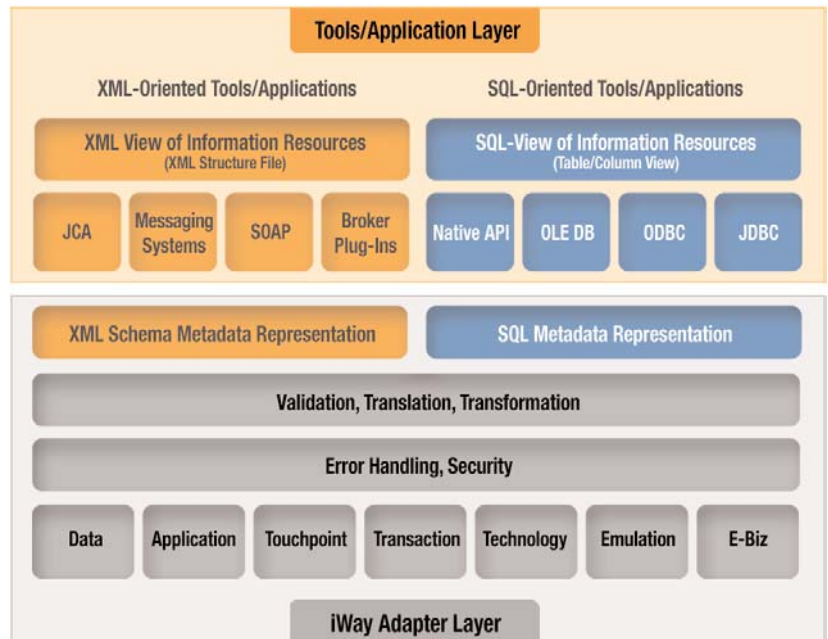 Tools/Application Layer
XML-Oriented Tools/Applications
SQL-Oriented Tools/Applications
XML View of Information Resources
(XML Structure File)
SQL-View of Information Resources
(Table/Column View)
JCA
Messaging
Systems
SOAP
Broker
Plug-Ins
Native API
OLE DB
ODBC
JDBC
XML Schema Metadata Representation
SQL Metadata Representation
Validation, Translation, Transformation
Error Handling, Security
Data
Application
Touchpoint
Transaction
Technology
Emulation
E-Biz
iWay Adapter Layer